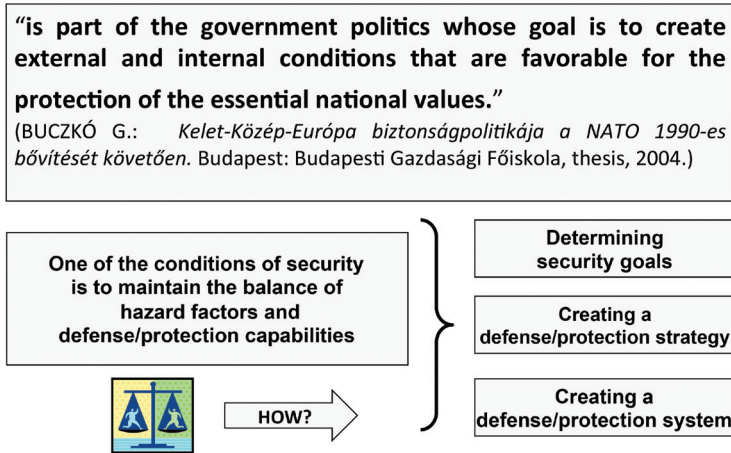 “is part of the government politics whose goal is to create
external and internal conditions that are favorable for the
protection of the essential national values.”
(BUCZKÓ G.: Kelet-Közép-Európa biztonságpolitikája a NATO 1990-es
bővítését követően. Budapest: Budapesti Gazdasági Főiskola, thesis, 2004.)
One of the conditions of security
is to maintain the balance of
hazard factors and
defense/protection capabilities
HOW?
Determining
security goals
Creating a
defense/protection strategy
Creating a
defense/protection system